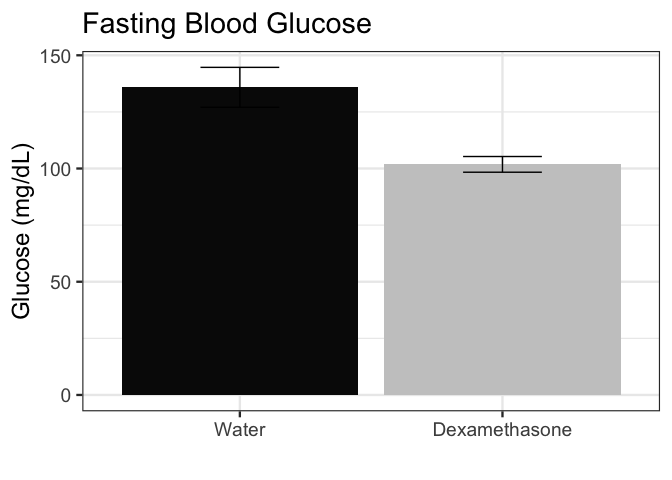 Fasting Blood Glucose
Glucose (mg/dL)
150
100
50
0
Water
Dexamethasone